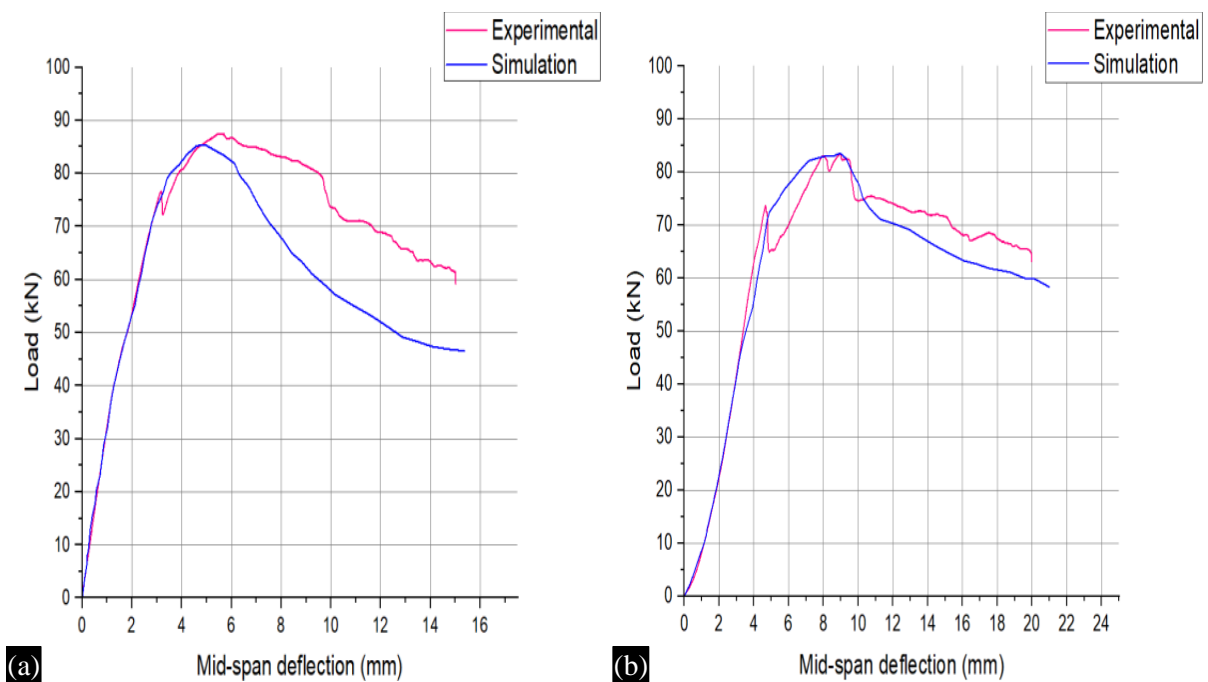 Experimental
Simulation
100
90
80
70
60
50
40
30
20
10
0
Load (kN)
0 2 4 6 8 10 12 14 16
Mid-span deflection (mm)
(a)
Experimental
Simulation
100
90
80
70
60
50
40
30
20
10
0
Load (kN)
0 2 4 6 8 10 12 14 16 18 20 22 24
Mid-span deflection (mm)
(b)